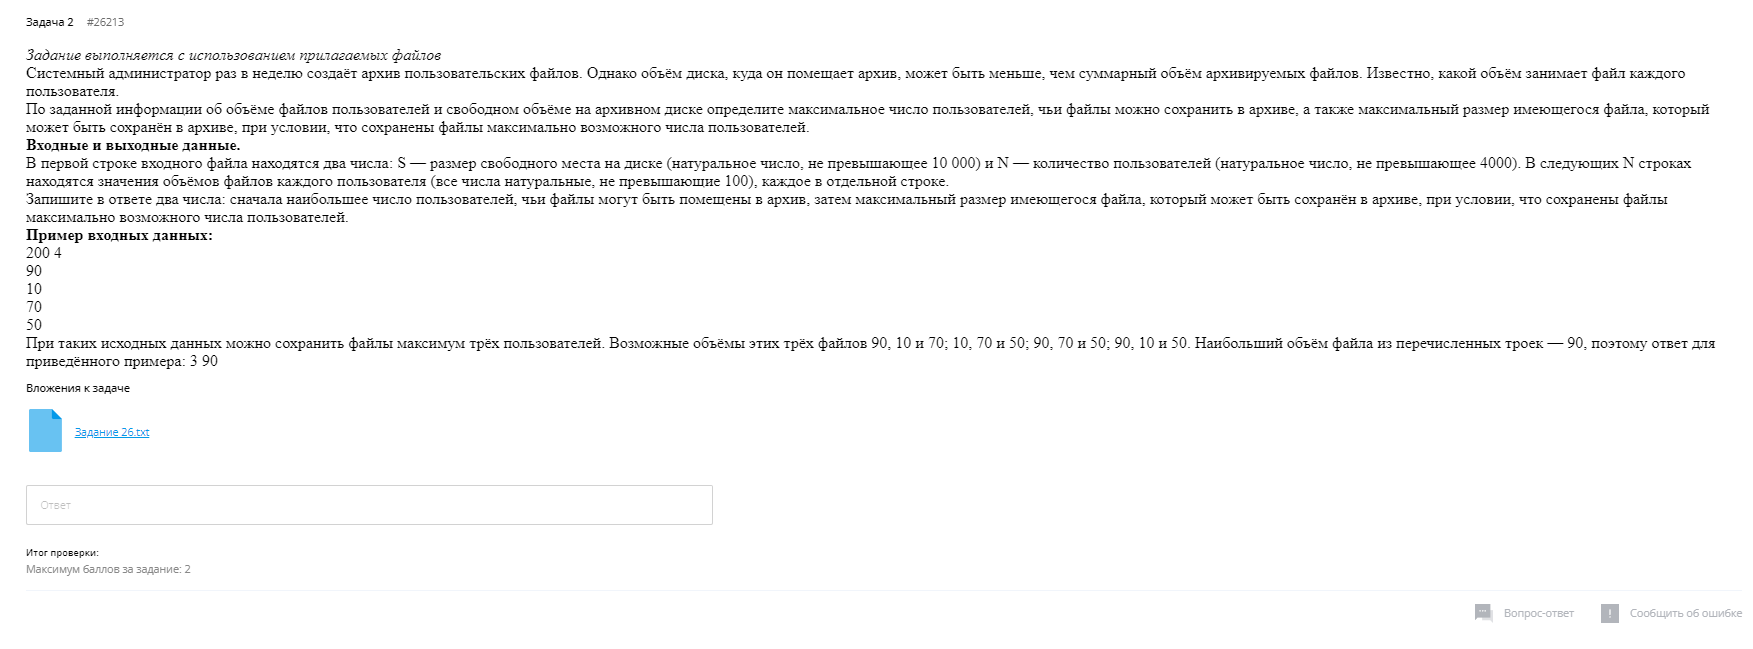 Задача 2 #26213
Задание выполняется с использованием прилагаемых файлов
Системный администратор раз в неделю создаёт архив пользовательских файлов. Однако объём диска, куда он помещает архив, может быть меньше, чем суммарный объём архивируемых файлов. Известно, какой объём занимает файл каждого
пользователя.
По заданной информации об объёме файлов пользователей и свободном объёме на архивном диске определите максимальное число пользователей, чьи файлы можно сохранить в архиве, а также максимальный размер имеющегося файла, который
может быть сохранён в архиве, при условии, что сохранены файлы максимально возможного числа пользователей.
Входные и выходные данные.
В первой строке входного файла находятся два числа: S — размер свободного места на диске (натуральное число, не превышающее 10 000) и N — количество пользователей (натуральное число, не превышающее 4000). В следующих N строках
находятся значения объёмов файлов каждого пользователя (все числа натуральные, не превышающие 100), каждое в отдельной строке.
Запишите в ответе два числа: сначала наибольшее число пользователей, чьи файлы могут быть помещены в архив, затем максимальный размер имеющегося файла, который может быть сохранён в архиве, при условии, что сохранены файлы
максимально возможного числа пользователей.
Пример входных данных:
200 4
90
10
70
50
При таких исходных данных можно сохранить файлы максимум трёх пользователей. Возможные объёмы этих трёх файлов 90, 10 и 70; 10, 70 и 50; 90, 70 и 50; 90, 10 и 50. Наибольший объём файла из перечисленных троек — 90, поэтому ответ для
приведённого примера: 3 90
Вложения к задаче
Задание 26.txt
Ответ
Итог проверки:
Максимум баллов за задание: 2
Вопрос-ответ
Сообщить об ошибке